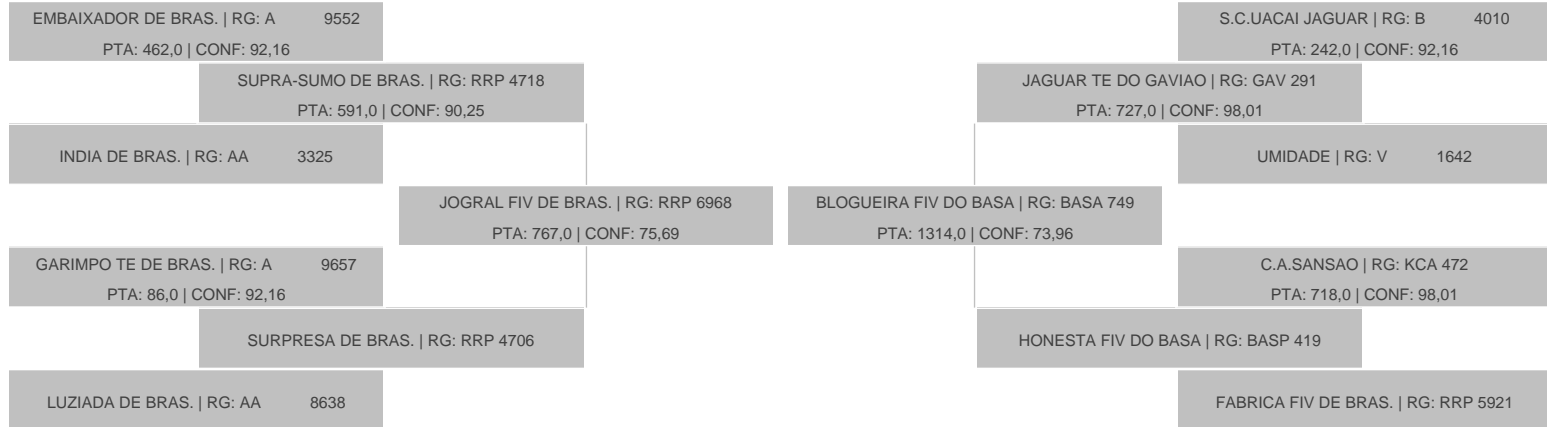 EMBAIXADOR DE BRAS. | RG: A 9552
PTA: 462,0 | CONF: 92,16
SUPRA-SUMO DE BRAS. | RG: RRP 4718
PTA: 591,0 | CONF: 90,25
INDIA DE BRAS. | RG: AA 3325
JOGRAL FIV DE BRAS. | RG: RRP 6968
PTA: 767,0 | CONF: 75,69
GARIMPO TE DE BRAS. | RG: A 9657
PTA: 86,0 | CONF: 92,16
SURPRESA DE BRAS. | RG: RRP 4706
LUZIADA DE BRAS. | RG: AA 8638
S.C.UACAI JAGUAR | RG: B 4010
PTA: 242,0 | CONF: 92,16
JAGUAR TE DO GAVIAO | RG: GAV 291
PTA: 727,0 | CONF: 98,01
UMIDADE | RG: V 1642
BLOGUEIRA FIV DO BASA | RG: BASA 749
PTA: 1314,0 | CONF: 73,96
C.A.SANSAO | RG: KCA 472
PTA: 718,0 | CONF: 98,01
HONESTA FIV DO BASA | RG: BASP 419
FABRICA FIV DE BRAS. | RG: RRP 5921